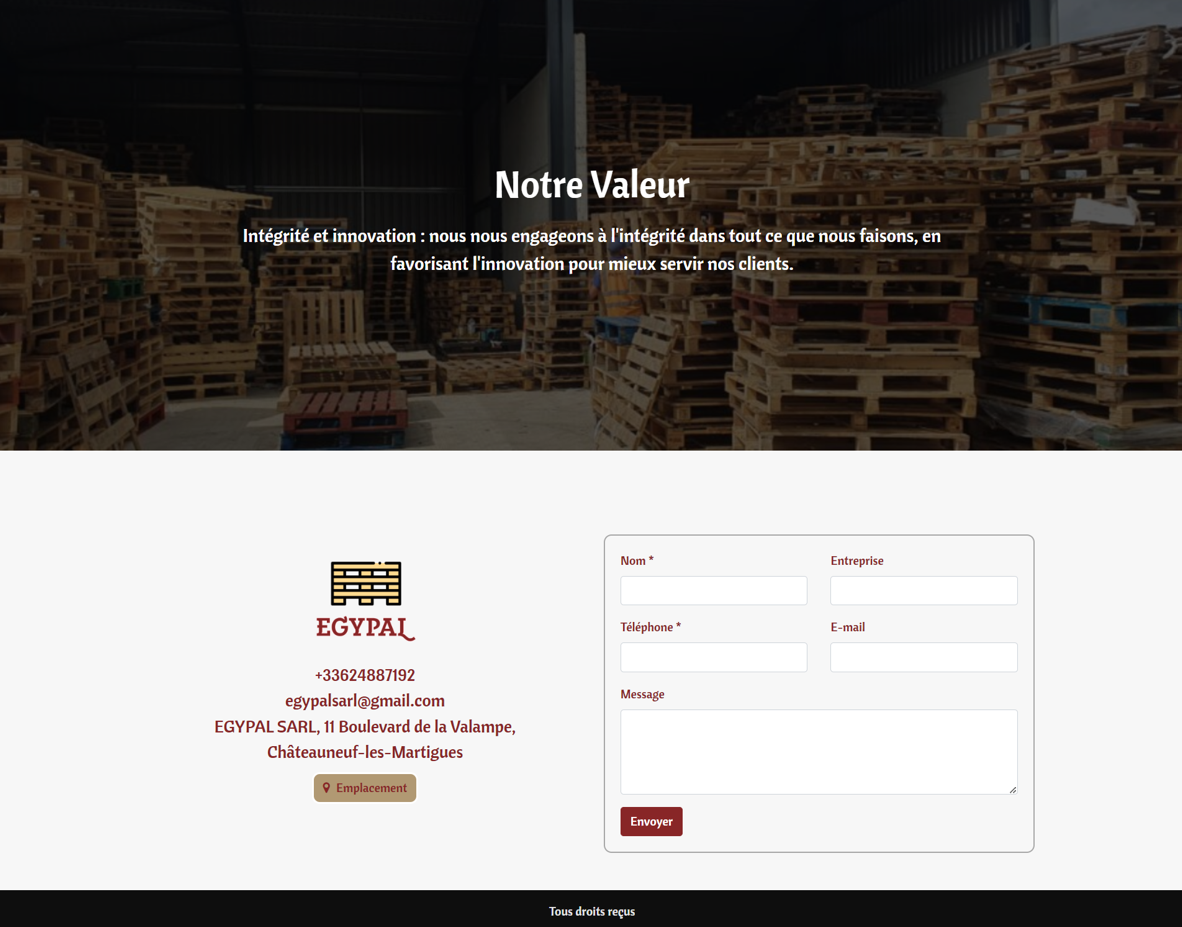 Notre Valeur
Intégrité et innovation : nous nous engageons à l'intégrité dans tout ce que nous faisons, en
favorisant l'innovation pour mieux servir nos clients.
EGYPAL
+33624887192
egypalsarl@gmail.com
EGYPAL SARL, 11 Boulevard de la Valampe,
Châteauneuf-les-Martigues
Emplacement
Nom *
Entreprise
Téléphone *
E-mail
Message
Envoyer
Tous droits reçus